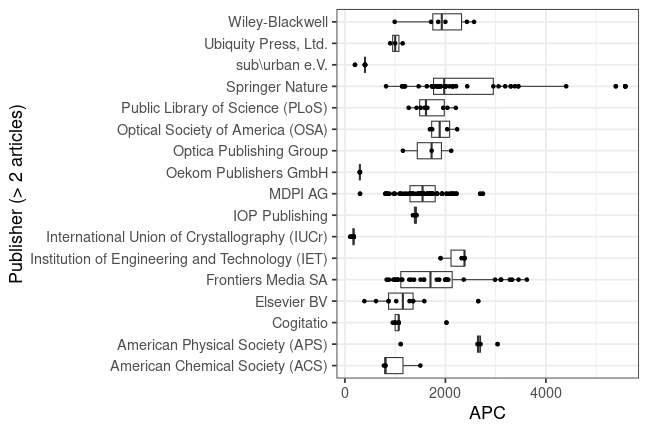 Publisher (> 2 articles)
Wiley-Blackwell
Ubiquity Press, Ltd.
sub\urban e.V.
Springer Nature
Public Library of Science (PLoS)
Optical Society of America (OSA)
Optica Publishing Group
Oekom Publishers GmbH
MDPI AG
IOP Publishing
International Union of Crystallography (IUCr)
Institution of Engineering and Technology (IET)
Frontiers Media SA
Elsevier BV
Cogitatio
American Physical Society (APS)
American Chemical Society (ACS)
0 2000 4000
APC